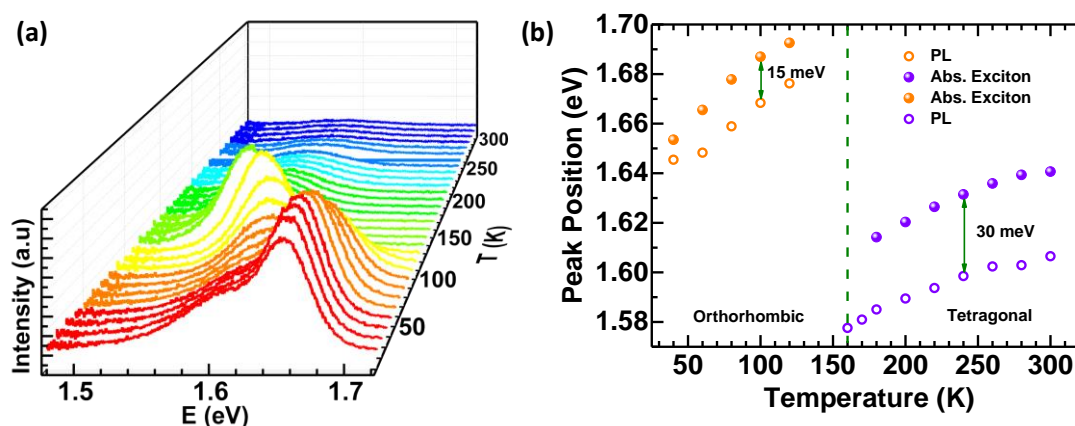 (a)
Intensity (a.u)
1.5
1.6
1.7
E (eV)
50
100
150
200
250
300
T(K)
(b)
1.70
1.68
1.66
1.64
1.62
1.60
1.58
Peak Position (eV)
PL
Abs. Exciton
Abs. Exciton
PL
15 meV
30 meV
Orthorhombic
Tetragonal
50
100
150
200
250
300
Temperature (K)